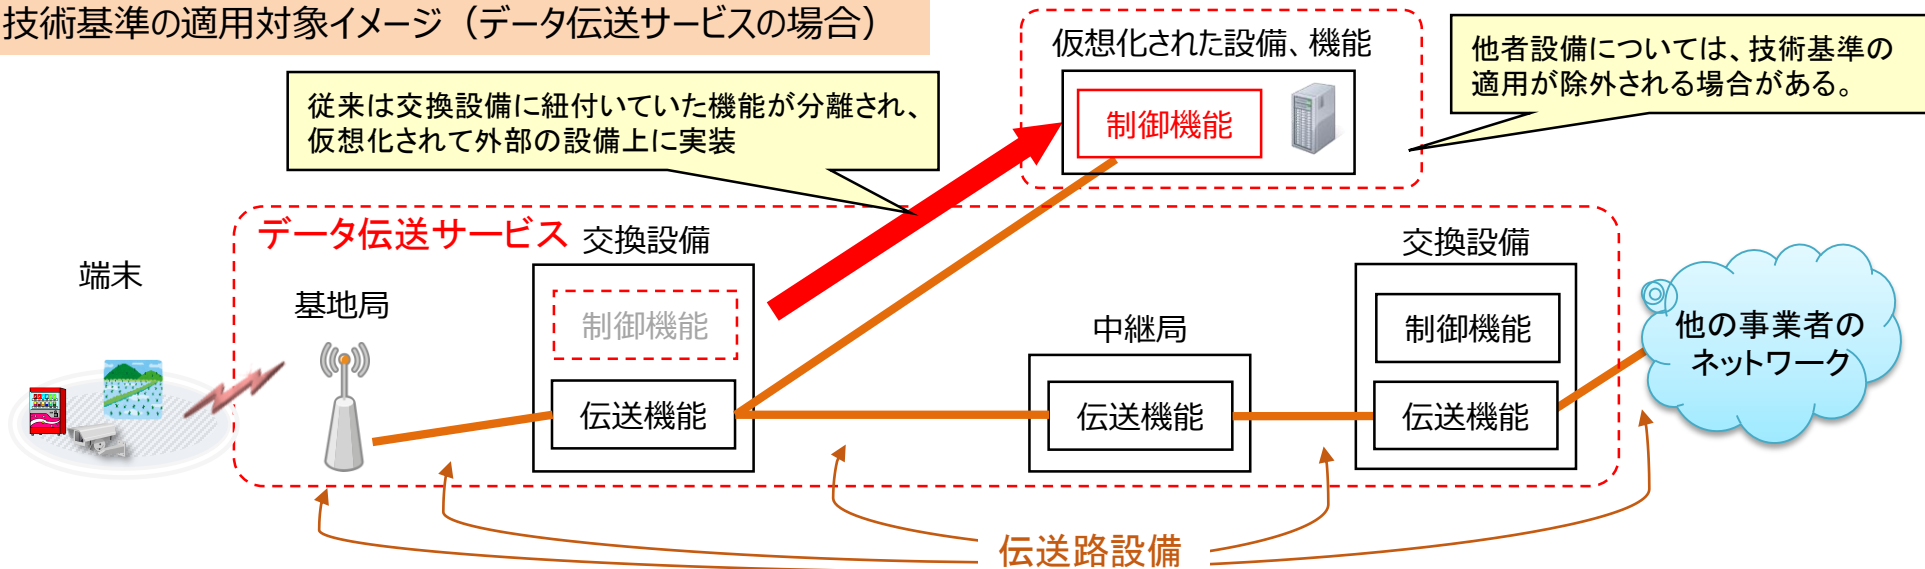 技術基準の適用対象イメージ（データ伝送サービスの場合）
仮想化された設備、機能
制御機能
他者設備については、技術基準の
適用が除外される場合がある。
従来は交換設備に紐付いていた機能が分離され、
仮想化されて外部の設備上に実装
データ伝送サービス
端末
基地局
交換設備
制御機能
伝送機能
中継局
伝送機能
交換設備
制御機能
伝送機能
他の事業者の
ネットワーク
伝送路設備